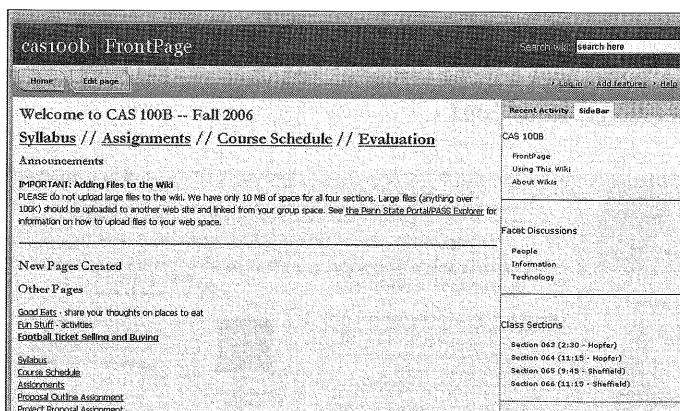 cas100b FrontPage
Search wiki: search here
Home Edit page
Log in Add features Help
Welcome to CAS 100B -- Fall 2006
Syllabus // Assignments // Course Schedule // Evaluation
Announcements
IMPORTANT: Adding Files to the Wiki
PLEASE do not upload large files to the wiki. We have only 10 MB of space for all four sections. Large files (anything over
100K) should be uploaded to another web site and linked from your group space. See the Penn State Portal/PASS Explorer for
information on how to upload files to your web space.
New Pages Created
Other Pages
Good Eats - share your thoughts on places to eat
Fun Stuff - activities
Football Ticket Selling and Buying
Syllabus
Course Schedule
Assignments
Proposal Outline Assignment
Project Proposal Assignment
Recent Activity SideBar
CAS 100B
FrontPage
Using This Wiki
About Wikis
Facet Discussions
People
Information
Technology
Class Sections
Section 063 (2:30 - Hopfer)
Section 064 (11:15 - Hopfer)
Section 065 (9:45 - Sheffield)
Section 066 (11:15 - Sheffield)